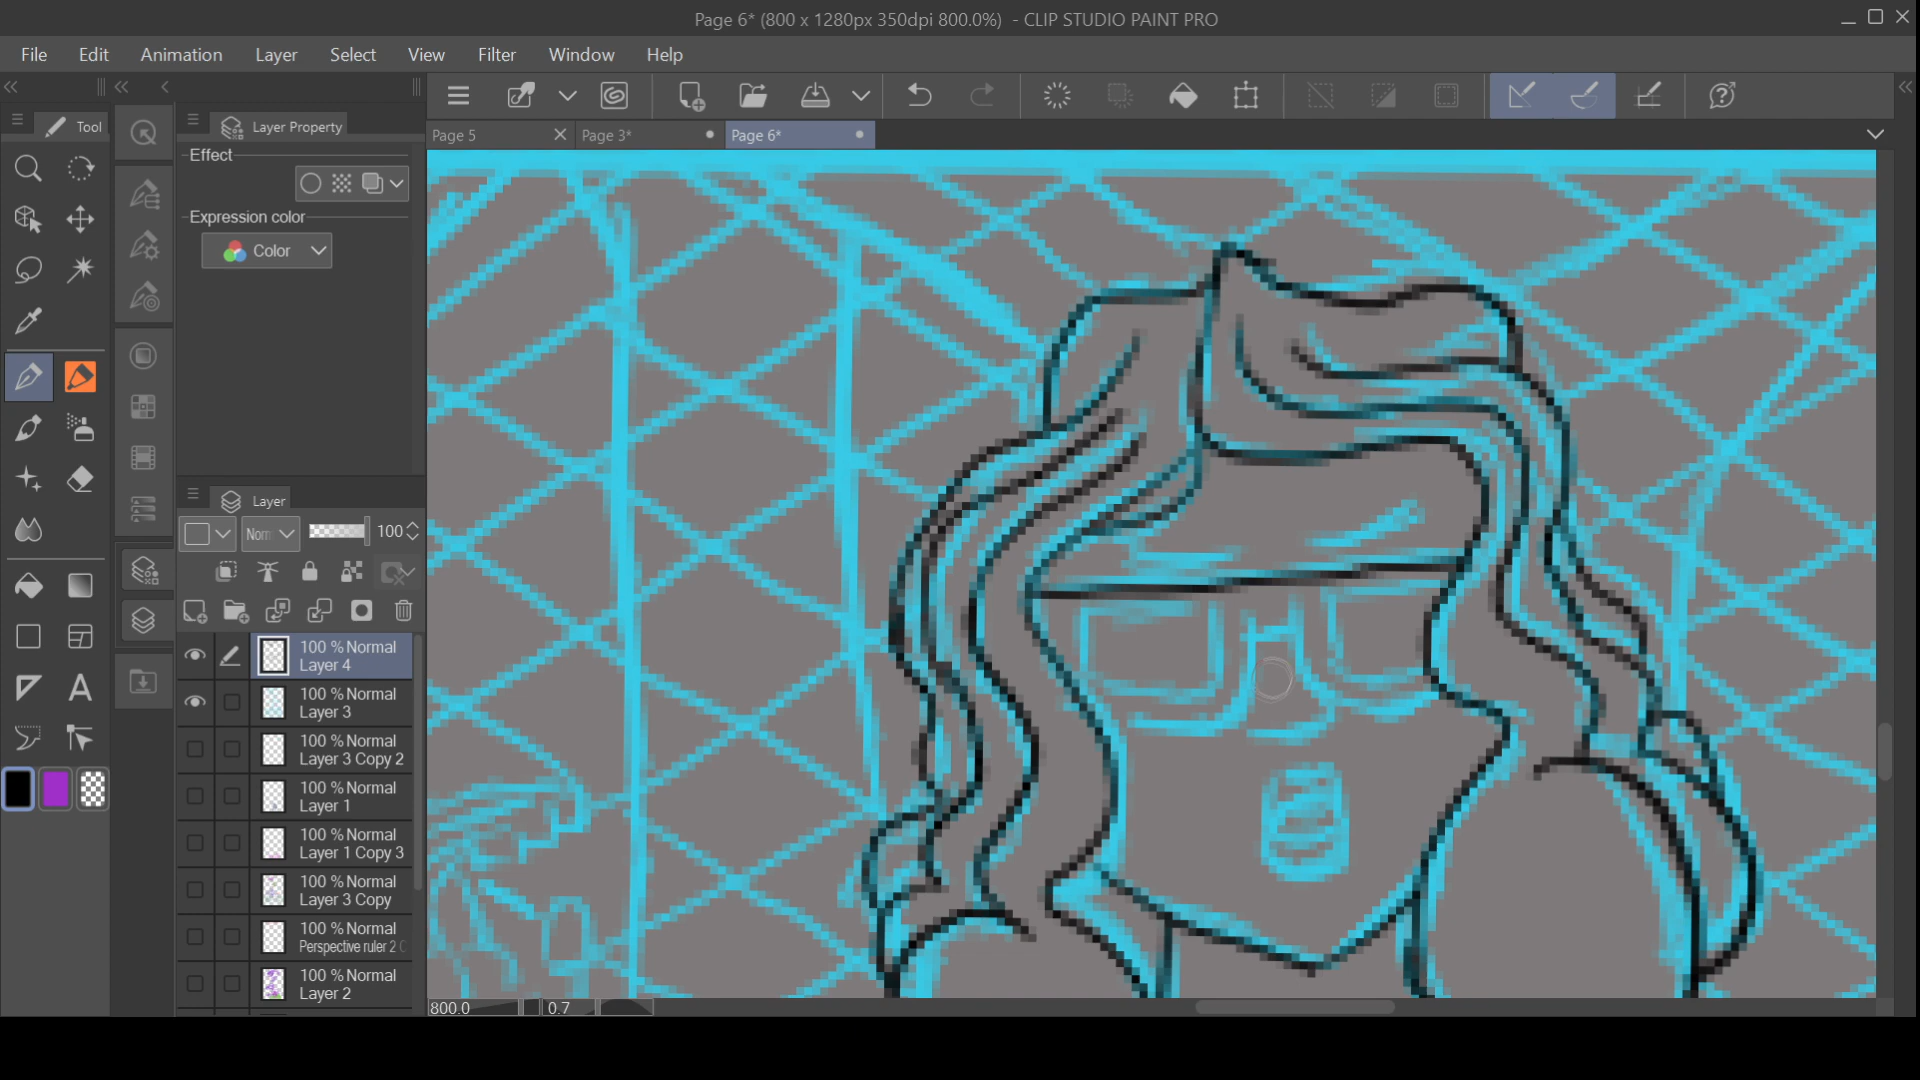 Page 6* (800 x 1280px 350dpi 800.0%) - CLIP STUDIO PAINT PRO
File Edit Animation Layer Select View Filter Window Help
Tool
Layer Property
Page 5
Page 3*
Page 6*
Effect
Expression color
Color
Layer
Norm
100
100 % Normal
Layer 4
100 % Normal
Layer 3
100 % Normal
Layer 3 Copy 2
100 % Normal
Layer 1
100 % Normal
Layer 1 Copy 3
100 % Normal
Layer 3 Copy
100 % Normal
Perspective ruler 2 C
100 % Normal
Layer 2
800.0
0.7